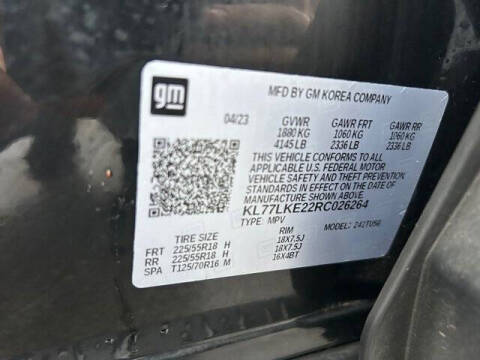 gm
MFD BY GM KOREA COMPANY
04/23 GVWR GAWR FRT GAWR RR
1880 KG 1060 KG 1060 KG
4145 LB 2336 LB 2336 LB
THIS VEHICLE CONFORMS TO ALL
APPLICABLE U.S. FEDERAL MOTOR
VEHICLE SAFETY AND THEFT PREVENTION
STANDARDS IN EFFECT ON THE DATE OF
MANUFACTURE SHOWN ABOVE.
KL77LKE22RC026264
TYPE: MPV MODEL:
TIRE SIZE RIM
FRT 225/55R18 H 18X7.5J
RR 225/55R18 H 18X7.5J
SPA T125/70R16 M 16X4BT